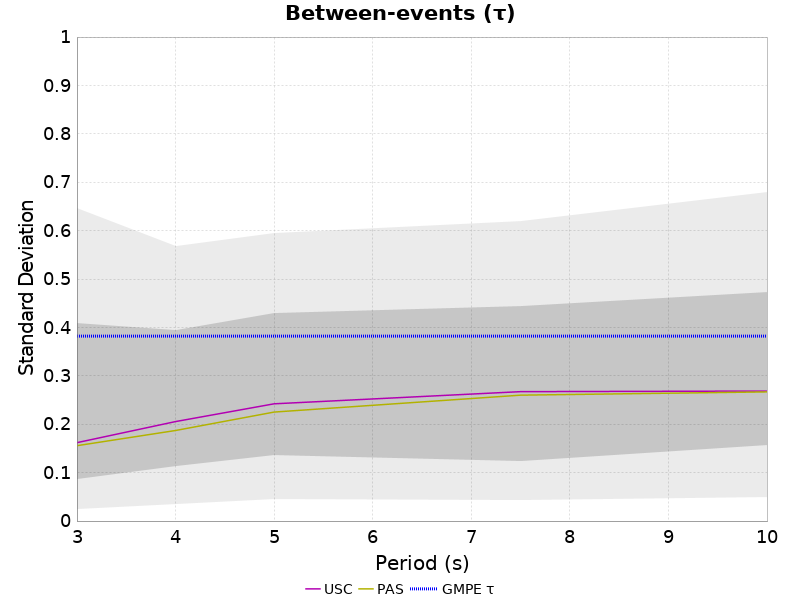 Between-events (τ)
1
0.9
0.8
0.7
0.6
0.5
0.4
0.3
0.2
0.1
0
Standard Deviation
3 4 5 6 7 8 9 10
Period (s)
USC PAS GMPE τ